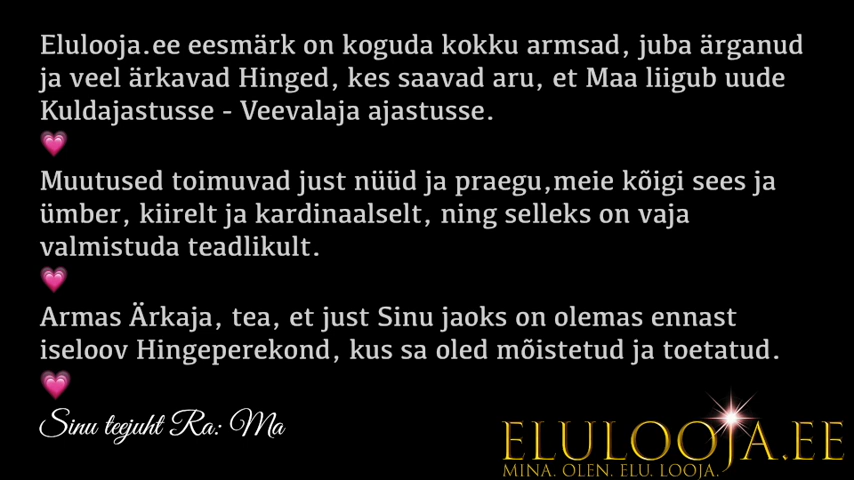 Elulooja.ee eesmärk on koguda kokku armsad, juba ärganud
ja veel ärkavad Hinged, kes saavad aru, et Maa liigub uude
Kuldajastusse - Veevalaja ajastusse.
💗
Muutused toimuvad just nüüd ja praegu,meie kõigi sees ja
ümber, kiirelt ja kardinaalselt, ning selleks on vaja
valmistuda teadlikult.
💗
Armas Ärkaja, tea, et just Sinu jaoks on olemas ennast
iseloov Hingeperekond, kus sa oled mõistetud ja toetatud.
💗
Sinu teejuht Ra: Ma
ELULOOJA.EE
MINA. OLEN. ELU. LOOJA.